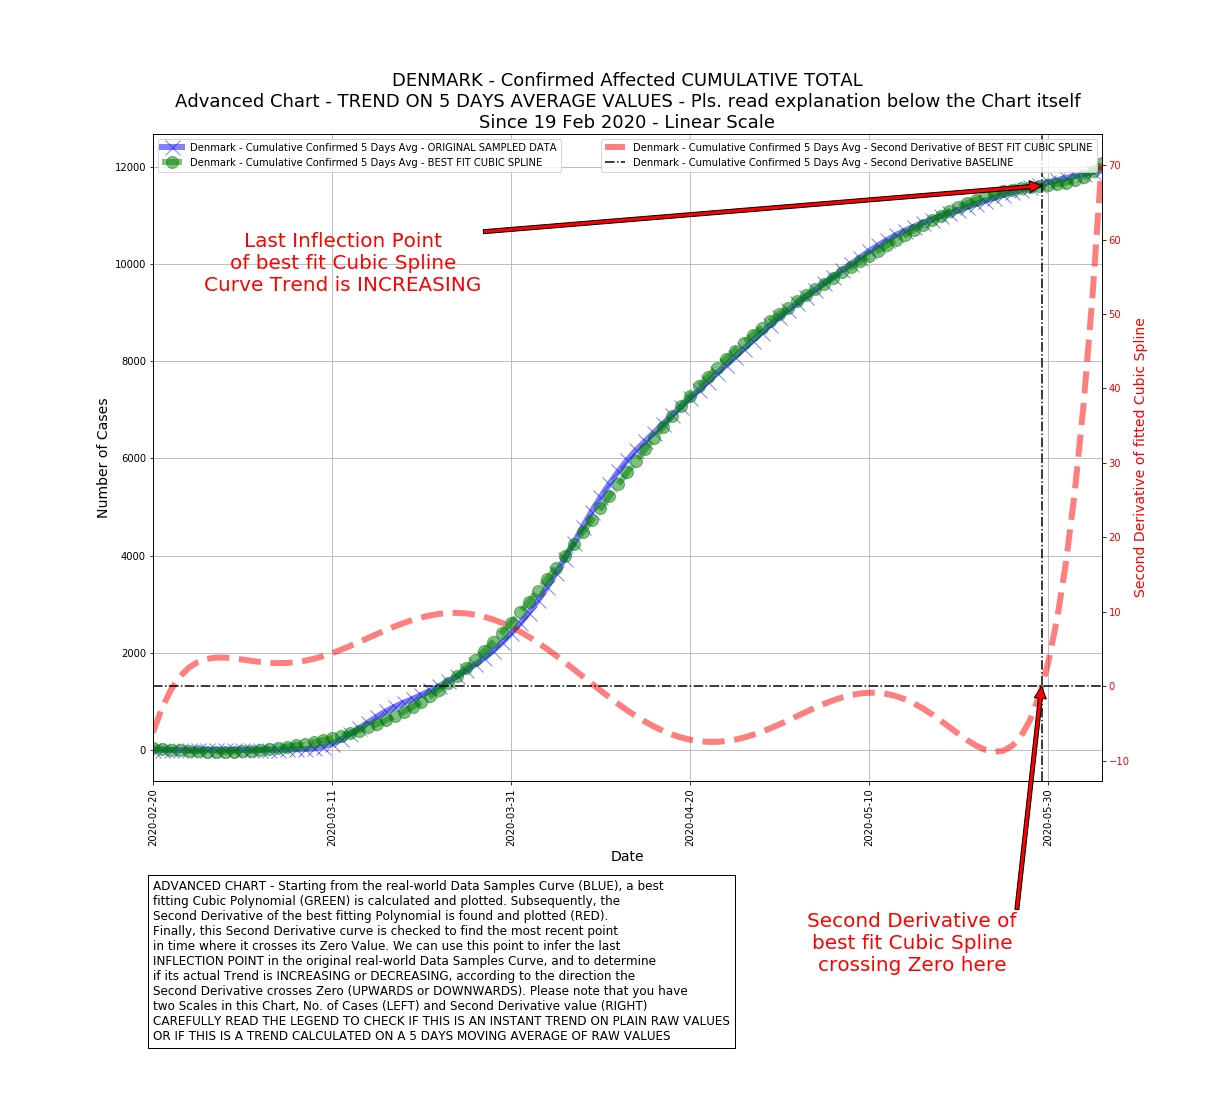 DENMARK - Confirmed Affected CUMULATIVE TOTAL
Advanced Chart - TREND ON 5 DAYS AVERAGE VALUES - Pls. read explanation below the Chart itself
Since 19 Feb 2020 - Linear Scale
Denmark - Cumulative Confirmed 5 Days Avg - ORIGINAL SAMPLED DATA
Denmark - Cumulative Confirmed 5 Days Avg - BEST FIT CUBIC SPLINE
Denmark - Cumulative Confirmed 5 Days Avg - Second Derivative of BEST FIT CUBIC SPLINE
Denmark - Cumulative Confirmed 5 Days Avg - Second Derivative BASELINE
Last Inflection Point
of best fit Cubic Spline
Curve Trend is INCREASING
Number of Cases
12000
10000
8000
6000
4000
2000
0
Second Derivative of fitted Cubic Spline
70
60
50
40
30
20
10
0
−10
2020-02-20
2020-03-11
2020-03-31
2020-04-20
2020-05-10
2020-05-30
Date
ADVANCED CHART - Starting from the real-world Data Samples Curve (BLUE), a best
fitting Cubic Polynomial (GREEN) is calculated and plotted. Subsequently, the
Second Derivative of the best fitting Polynomial is found and plotted (RED).
Finally, this Second Derivative curve is checked to find the most recent point
in time where it crosses its Zero Value. We can use this point to infer the last
INFLECTION POINT in the original real-world Data Samples Curve, and to determine
if its actual Trend is INCREASING or DECREASING, according to the direction the
Second Derivative crosses Zero (UPWARDS or DOWNWARDS). Please note that you have
two Scales in this Chart, No. of Cases (LEFT) and Second Derivative value (RIGHT)
CAREFULLY READ THE LEGEND TO CHECK IF THIS IS AN INSTANT TREND ON PLAIN RAW VALUES
OR IF THIS IS A TREND CALCULATED ON A 5 DAYS MOVING AVERAGE OF RAW VALUES
Second Derivative of
best fit Cubic Spline
crossing Zero here